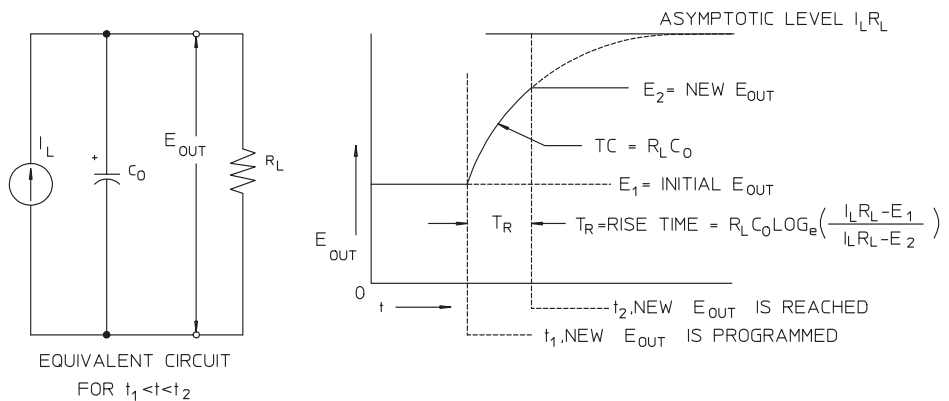 ASYMPTOTIC LEVEL ILRL
E2= NEW EOUT
IL
EOUT
+
CO
RL
TC = RLCO
E1= INITIAL EOUT
TR
TR=RISE TIME = RLCOLOGe(ILRL-E1/ILRL-E2)
EOUT
O
t
t2,NEW EOUT IS REACHED
t1,NEW EOUT IS PROGRAMMED
EQUIVALENT CIRCUIT
FOR t1<t<t2